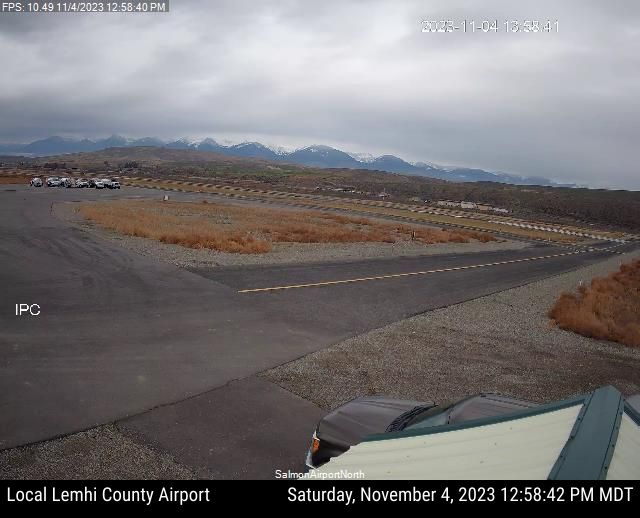 FPS: 10.49 11/4/2023 12:58:40 PM
2023-11-04 13:58:41
IPC
SalmonAirportNorth
Local Lemhi County Airport
Saturday, November 4, 2023 12:58:42 PM MDT